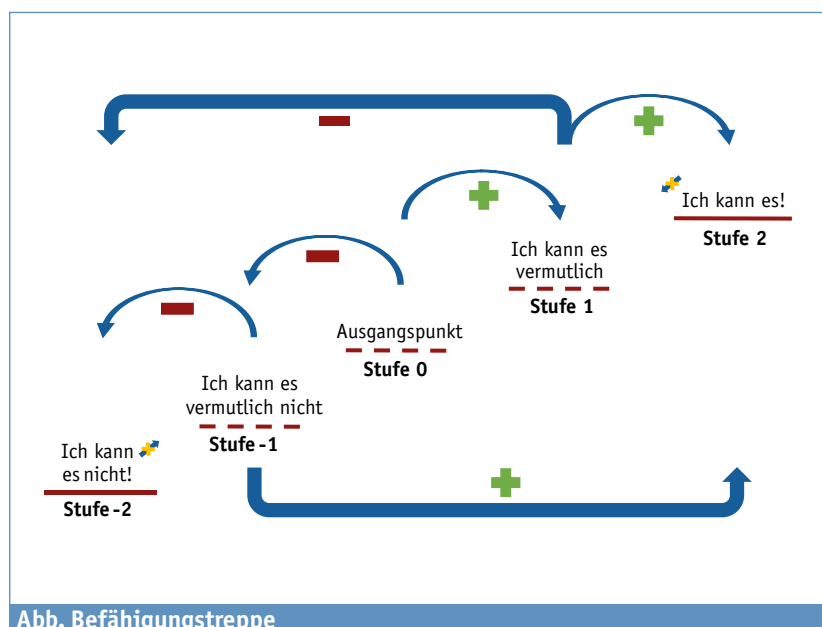 Ich kann es!
Stufe 2
Ich kann es
vermutlich
Stufe 1
Ausgangspunkt
Stufe 0
Ich kann es
vermutlich nicht
Stufe -1
Ich kann
es nicht!
Stufe -2
Abb. Befähigungstreppe